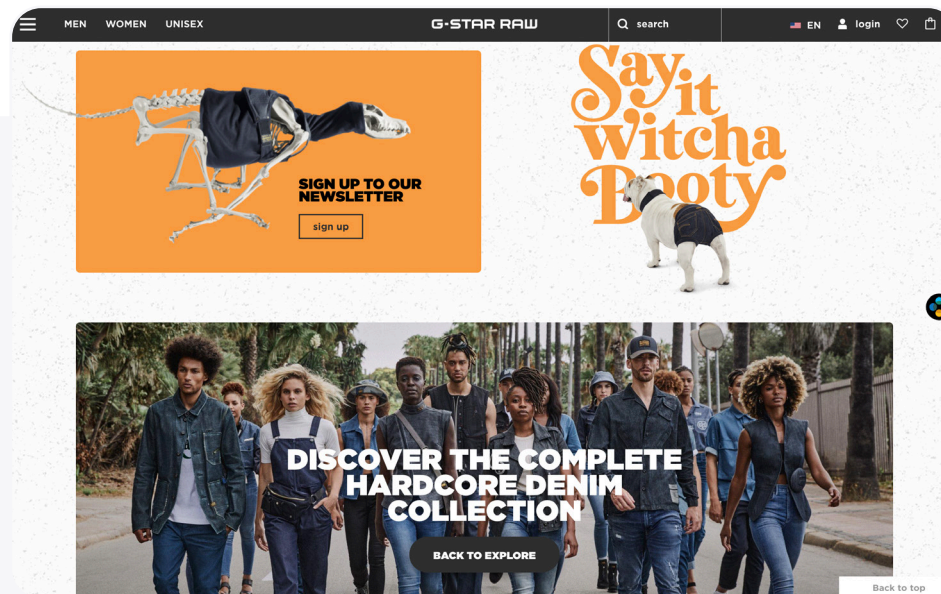 MEN WOMEN UNISEX G-STAR RAW search EN login
Say
it
Witcha
Booty
SIGN UP TO OUR
NEWSLETTER
sign up
DISCOVER THE COMPLETE
HARDCORE DENIM
COLLECTION
BACK TO EXPLORE
Back to top